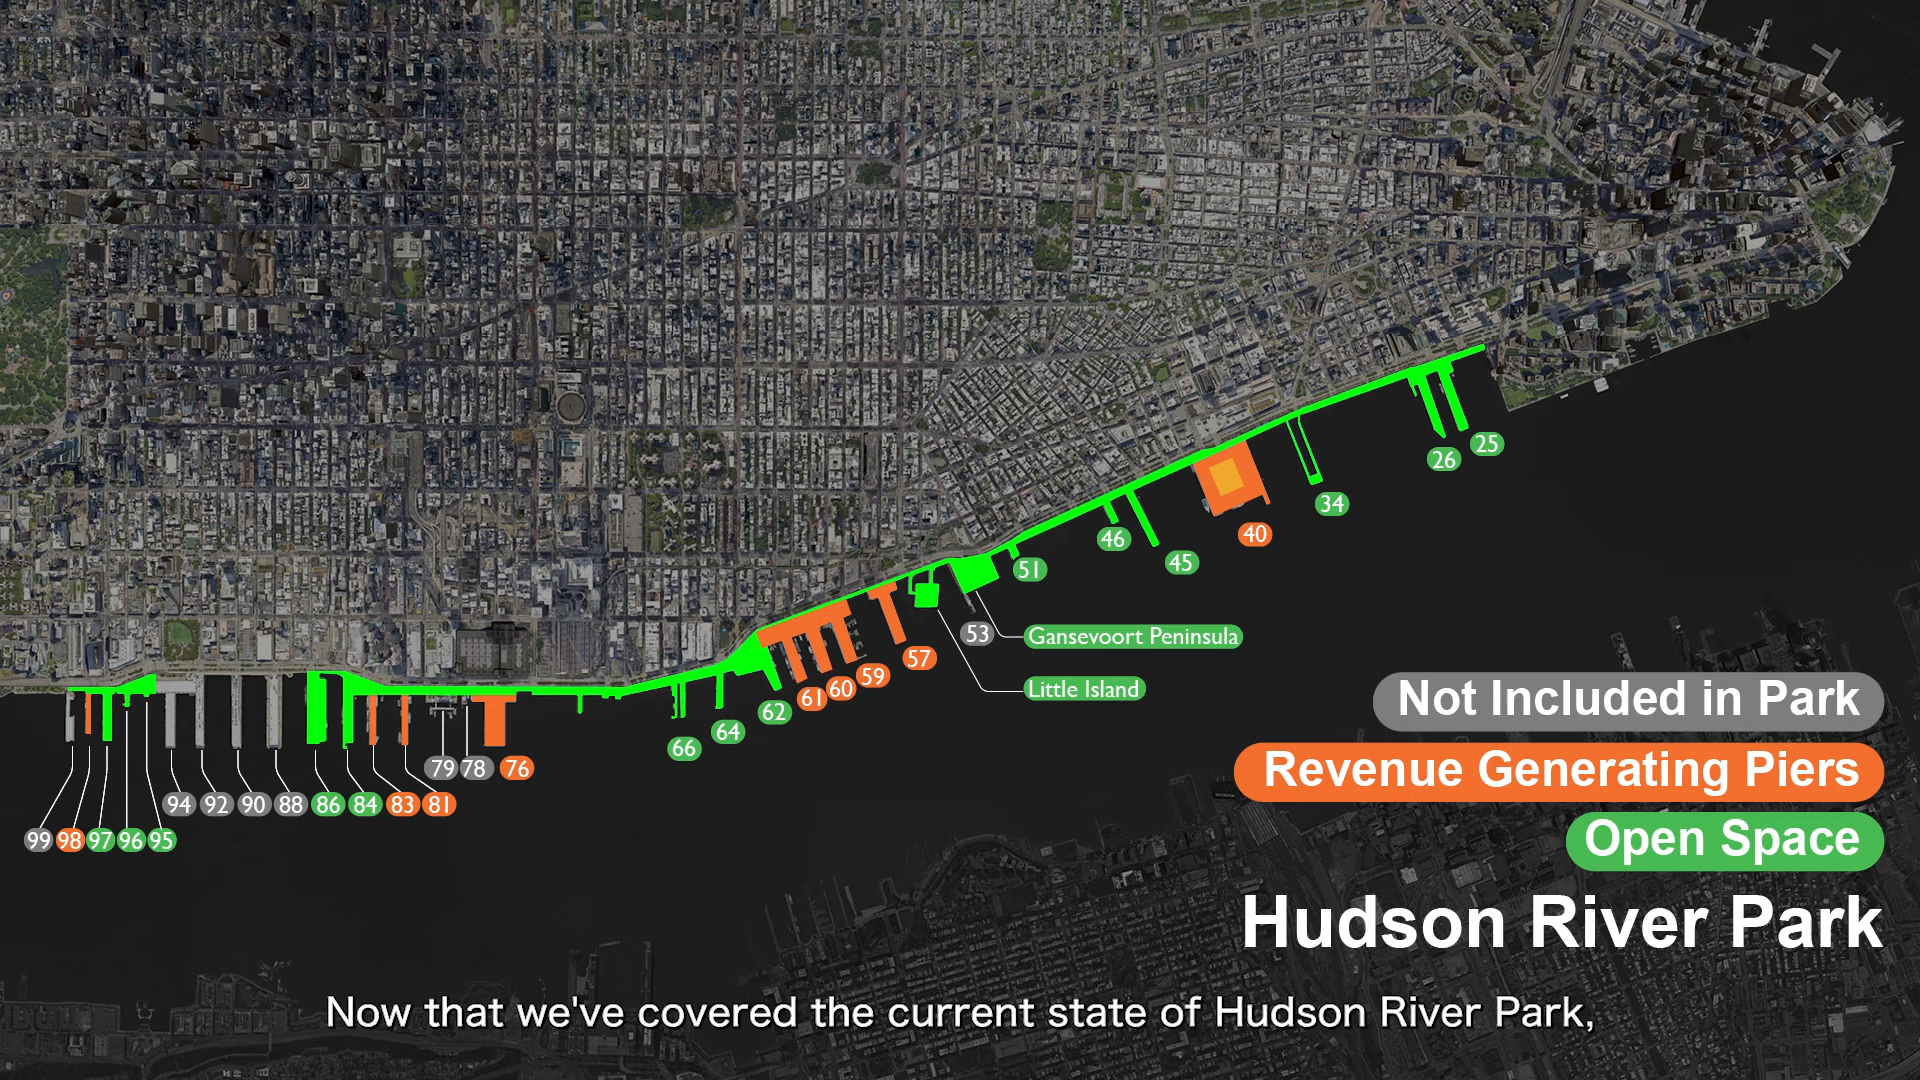 25
26
34
40
45
46
51
53
Gansevoort Peninsula
57
59
60
61
62
Little Island
64
66
79 78 76
94 92 90 88 86 84 83 81
99 98 97 96 95
Not Included in Park
Revenue Generating Piers
Open Space
Hudson River Park
Now that we've covered the current state of Hudson River Park,